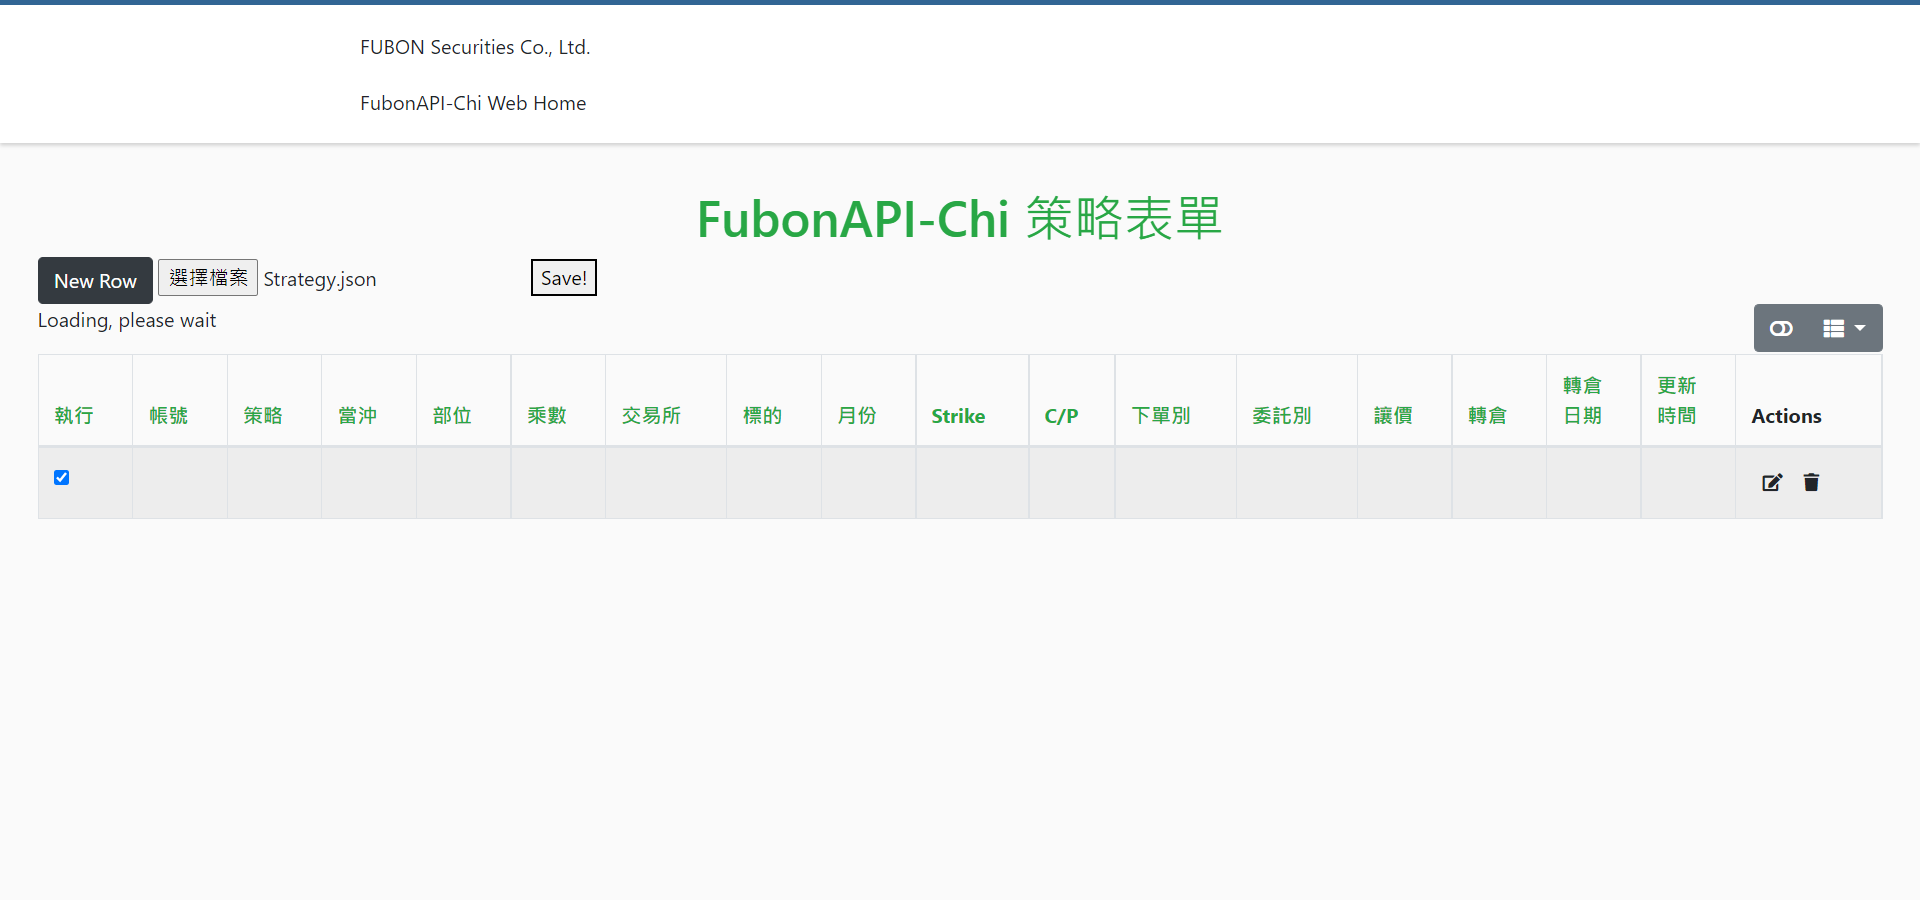 FUBON Securities Co., Ltd.
FubonAPI-Chi Web Home
FubonAPI-Chi 策略表單
New Row 選擇檔案 Strategy.json Save!
Loading, please wait
執行 帳號 策略 當沖 部位 乘數 交易所 標的 月份 Strike C/P 下單別 委託別 讓價 轉倉 轉倉日期 更新時間 Actions